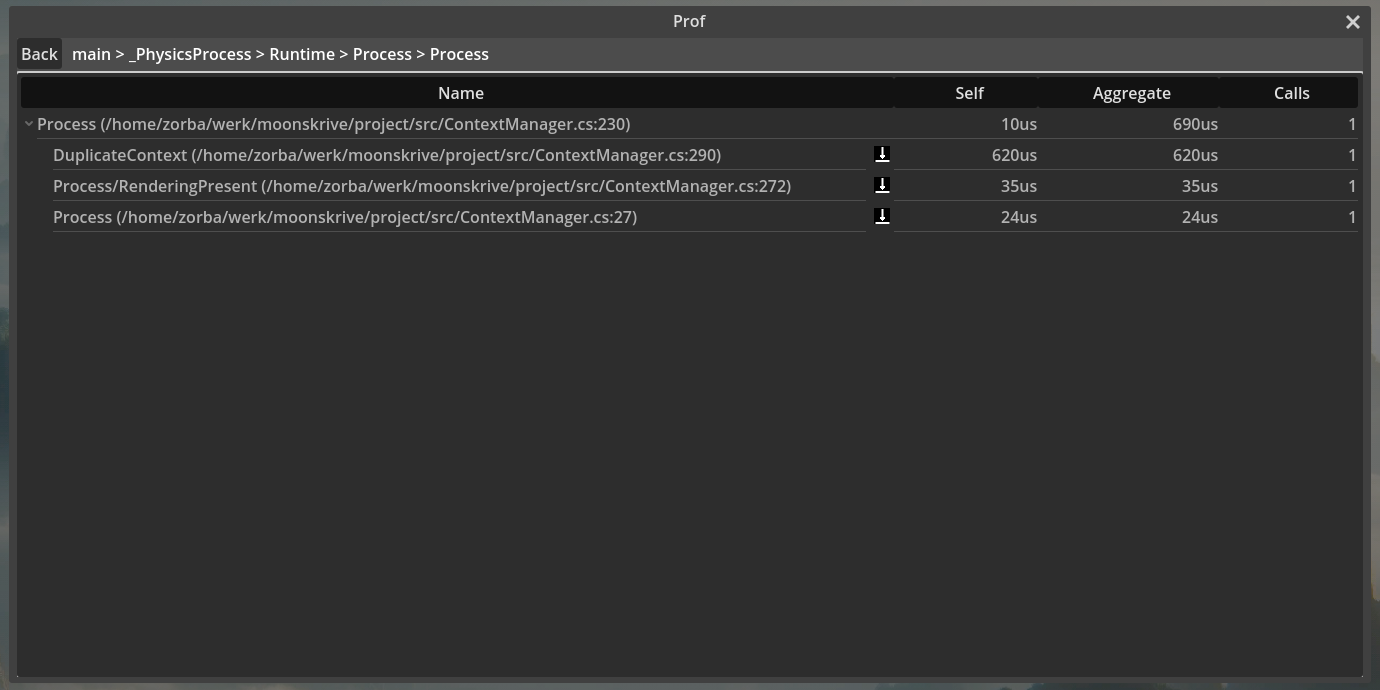 Prof
Back main > _PhysicsProcess > Runtime > Process > Process
Name Self Aggregate Calls
Process (/home/zorba/werk/moonskrive/project/src/ContextManager.cs:230) 10us 690us 1
DuplicateContext (/home/zorba/werk/moonskrive/project/src/ContextManager.cs:290) 620us 620us 1
Process/RenderingPresent (/home/zorba/werk/moonskrive/project/src/ContextManager.cs:272) 35us 35us 1
Process (/home/zorba/werk/moonskrive/project/src/ContextManager.cs:27) 24us 24us 1